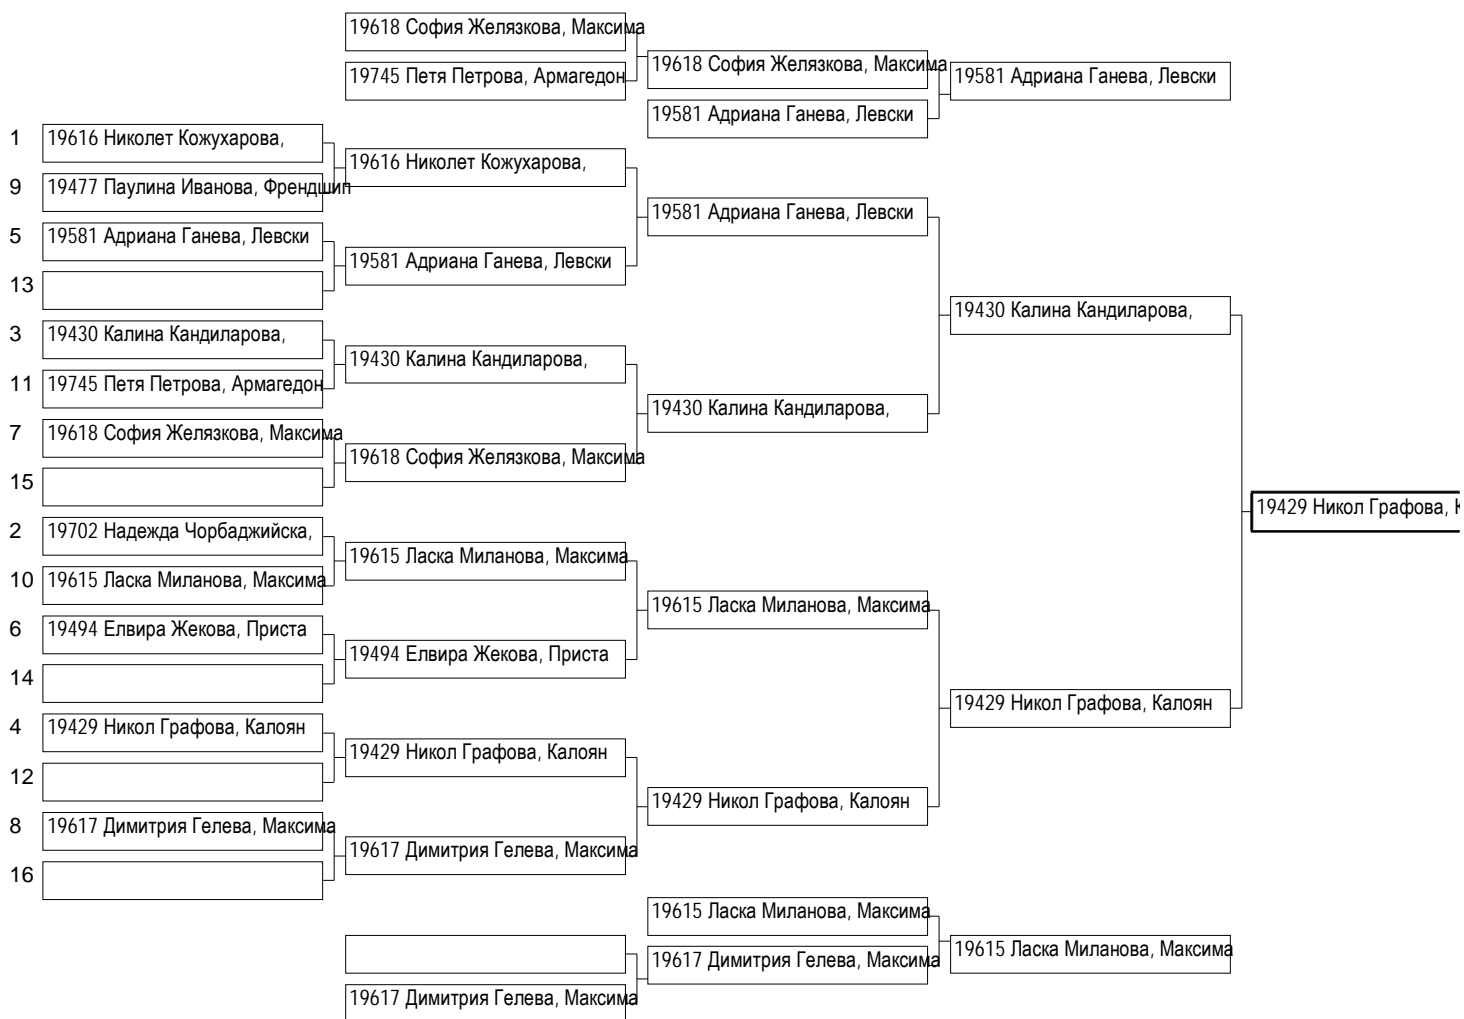 19618 София Желязкова, Максима
19745 Петя Петрова, Армагедон
19618 София Желязкова, Максима
19581 Адриана Ганева, Левски
19581 Адриана Ганева, Левски
1 19616 Николет Кожухарова,
9 19477 Паулина Иванова, Френдшип
5 19581 Адриана Ганева, Левски
13
3 19430 Калина Кандиларова,
11 19745 Петя Петрова, Армагедон
7 19618 София Желязкова, Максима
15
2 19702 Надежда Чорбаджийска,
10 19615 Ласка Миланова, Максима
6 19494 Елвира Жекова, Приста
14
4 19429 Никол Графова, Калоян
12
8 19617 Димитрия Гелева, Максима
16
19616 Николет Кожухарова,
19581 Адриана Ганева, Левски
19430 Калина Кандиларова,
19618 София Желязкова, Максима
19615 Ласка Миланова, Максима
19494 Елвира Жекова, Приста
19429 Никол Графова, Калоян
19617 Димитрия Гелева, Максима
19581 Адриана Ганева, Левски
19430 Калина Кандиларова,
19615 Ласка Миланова, Максима
19429 Никол Графова, Калоян
19430 Калина Кандиларова,
19429 Никол Графова, Калоян
19429 Никол Графова,
19615 Ласка Миланова, Максима
19617 Димитрия Гелева, Максима
19615 Ласка Миланова, Максима
19617 Димитрия Гелева, Максима